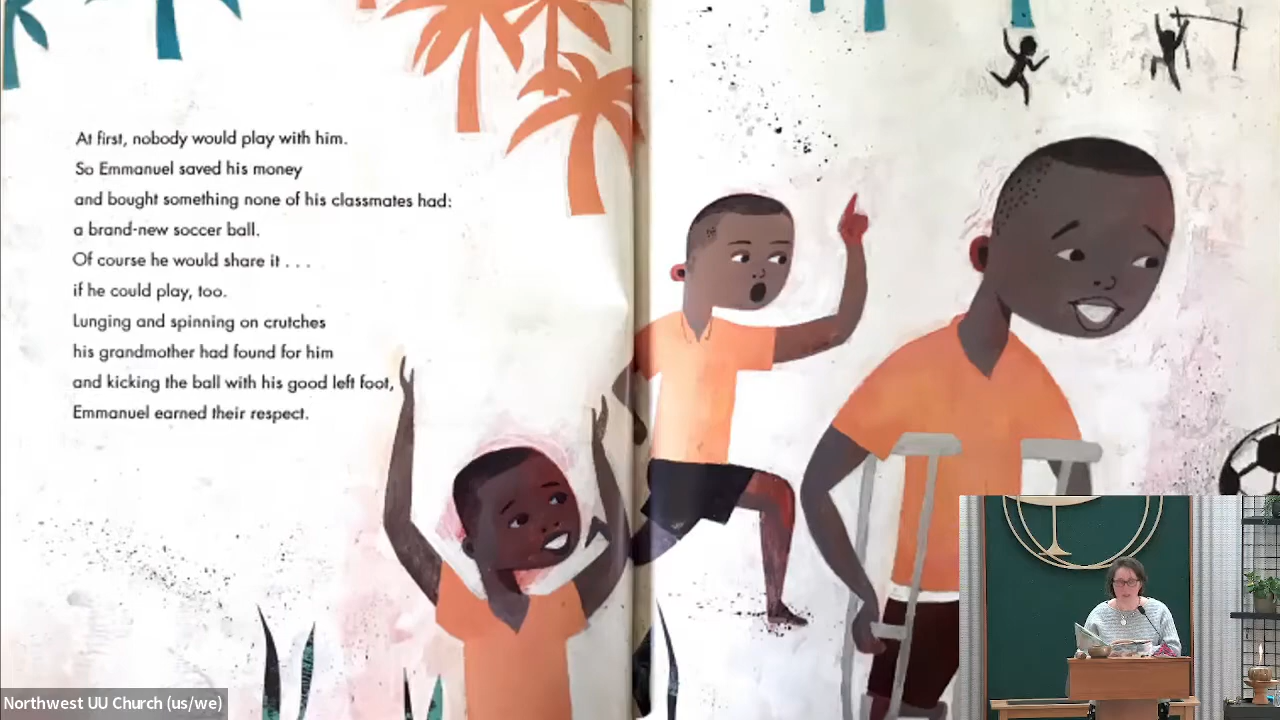 At first, nobody would play with him.
So Emmanuel saved his money
and bought something none of his classmates had:
a brand-new soccer ball.
Of course he would share it . . .
if he could play, too.
Lunging and spinning on crutches
his grandmother had found for him
and kicking the ball with his good left foot,
Emmanuel earned their respect.
Northwest UU Church (us/we)